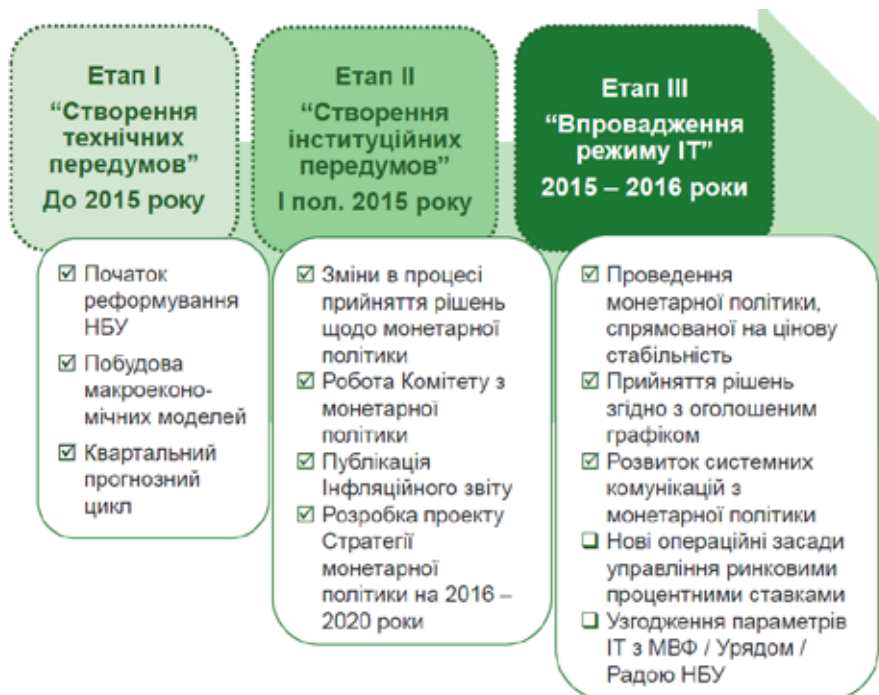 Етап I
“Створення
технічних
передумов”
До 2015 року
Етап II
“Створення
інституційних
передумов”
I пол. 2015 року
Етап III
“Впровадження
режиму ІТ”
2015 – 2016 роки
Початок
реформування
НБУ
Побудова
макроеконо-
мічних моделей
Квартальний
прогнозний
цикл
Зміни в процесі
прийняття рішень
щодо монетарної
політики
Робота Комітету з
монетарної
політики
Публікація
Інфляційного звіту
Розробка проекту
Стратегії
монетарної
політики на 2016 –
2020 роки
Проведення
монетарної політики,
спрямованої на цінову
стабільність
Прийняття рішень
згідно з оголошеним
графіком
Розвиток системних
комунікацій з
монетарної політики
Нові операційні засади
управління ринковими
процентними ставками
Узгодження параметрів
ІТ з МВФ / Урядом /
Радою НБУ